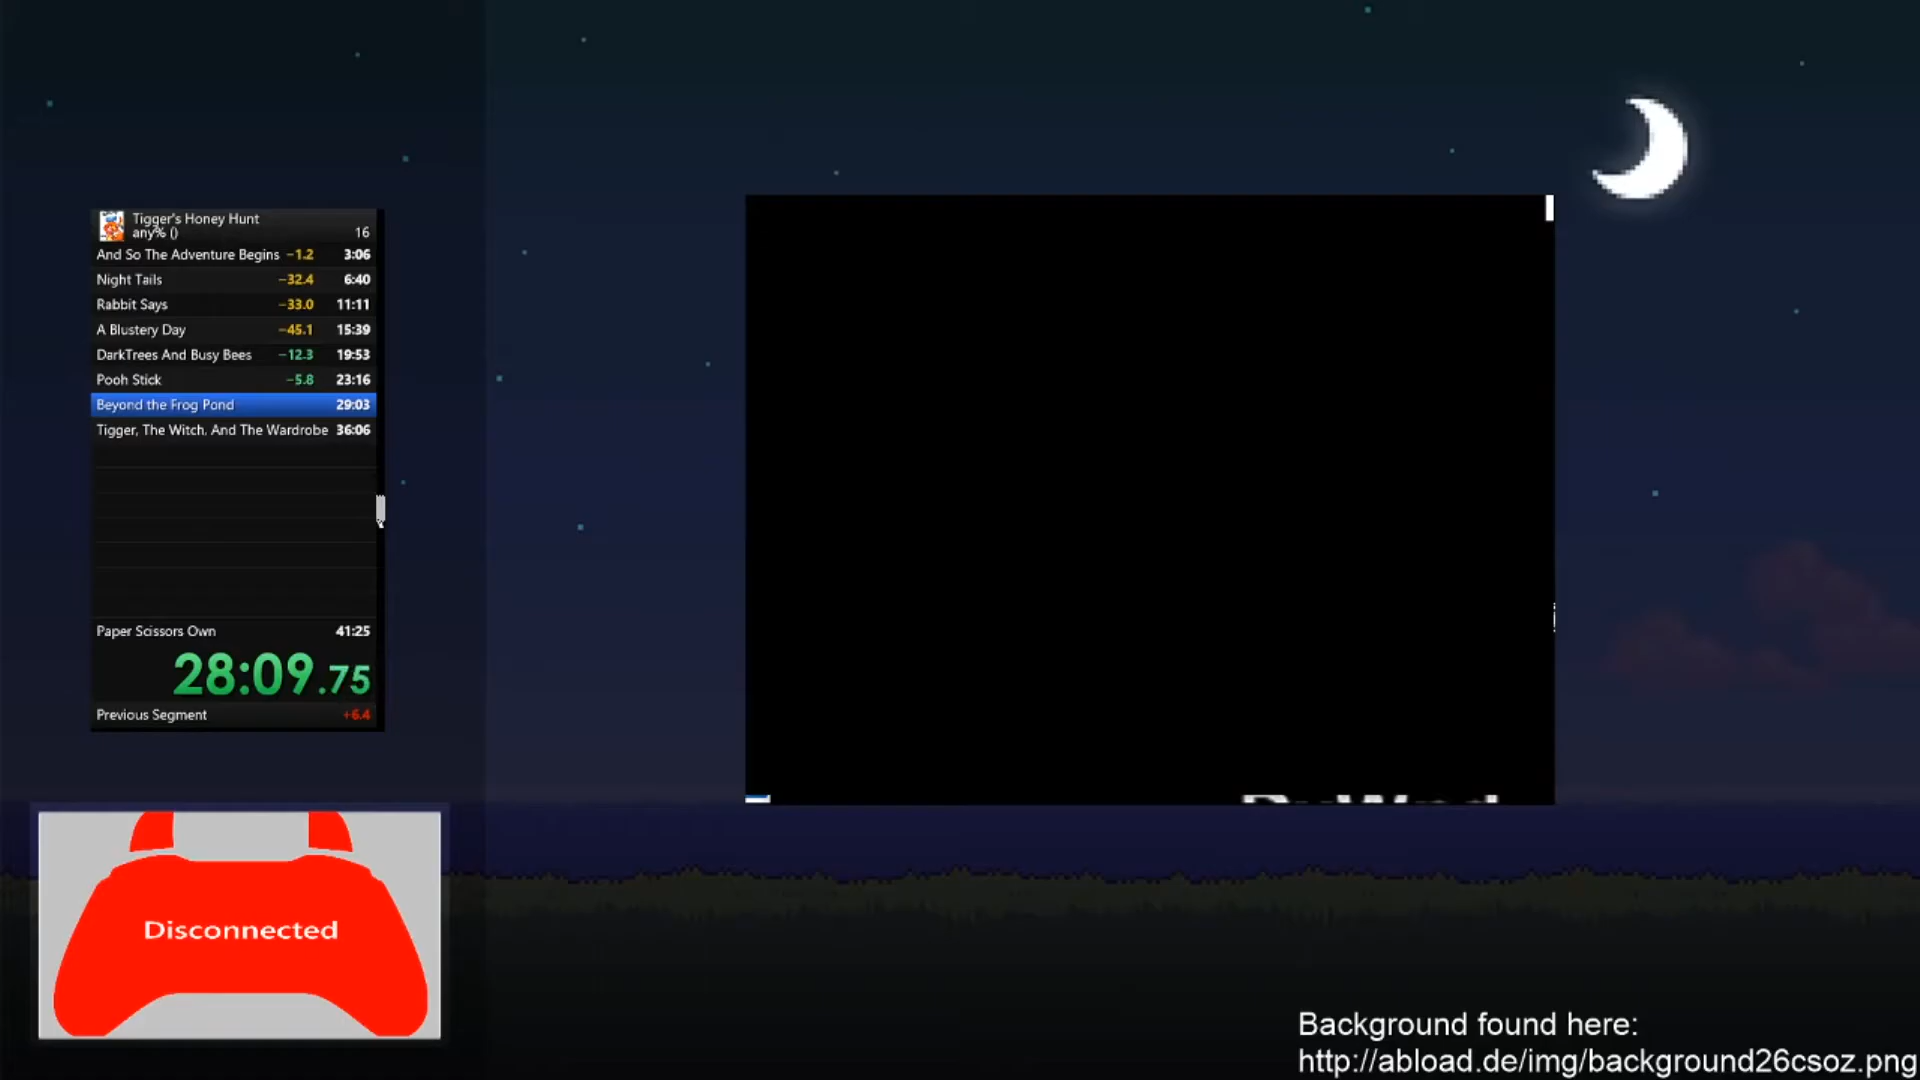 Tigger's Honey Hunt
any% () 16
And So The Adventure Begins −1.2 3:06
Night Tails −32.4 6:40
Rabbit Says −33.0 11:11
A Blustery Day −45.1 15:39
DarkTrees And Busy Bees −12.3 19:53
Pooh Stick −5.8 23:16
Beyond the Frog Pond 29:03
Tigger, The Witch, And The Wardrobe 36:06
Paper Scissors Own 41:25
28:09.75
Previous Segment +6.4
Disconnected
Background found here:
http://abload.de/img/background26csoz.png